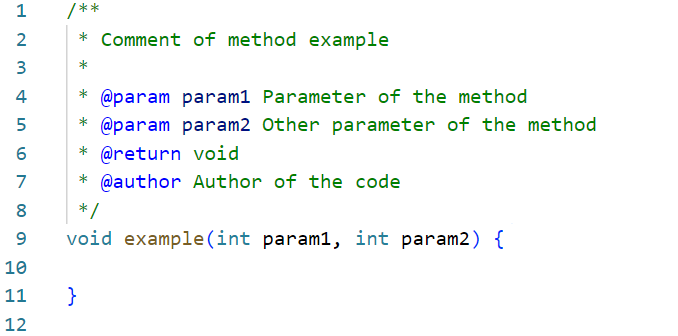 1 /**
2 * Comment of method example
3 *
4 * @param param1 Parameter of the method
5 * @param param2 Other parameter of the method
6 * @return void
7 * @author Author of the code
8 */
9 void example(int param1, int param2) {
10
11 }
12